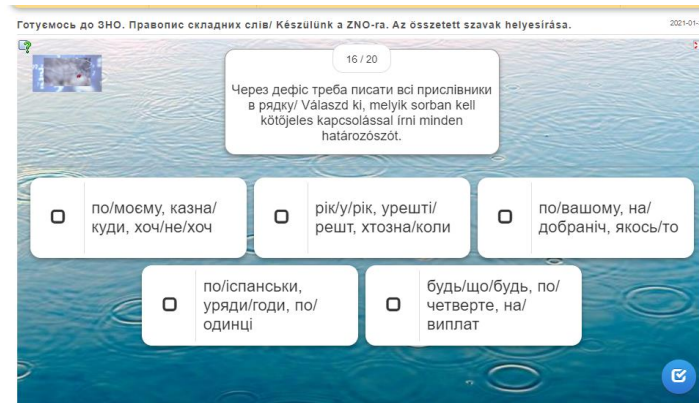 Готуємось до ЗНО. Правопис складних слів/ Készülünk a ZNO-ra. Az összetett szavak helyesírása.
2021-01-
16 / 20
Через дефіс треба писати всі прислівники
в рядку/ Válaszd ki, melyik sorban kell
kötőjeles kapcsolással írni minden
határozószót.
по/моєму, казна/
куди, хоч/не/хоч
рік/у/рік, урешті/
решт, хтозна/коли
по/вашому, на/
добраніч, якось/то
по/іспанськи,
уряди/годи, по/
одинці
будь/що/будь, по/
четверте, на/
виплат